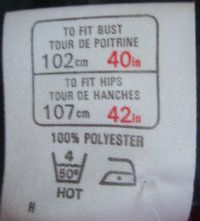 TO FIT BUST
TOUR DE POITRINE
102cm 40in
TO FIT HIPS
TOUR DE HANCHES
107cm 42in
100% POLYESTER
4
50°
HOT
R